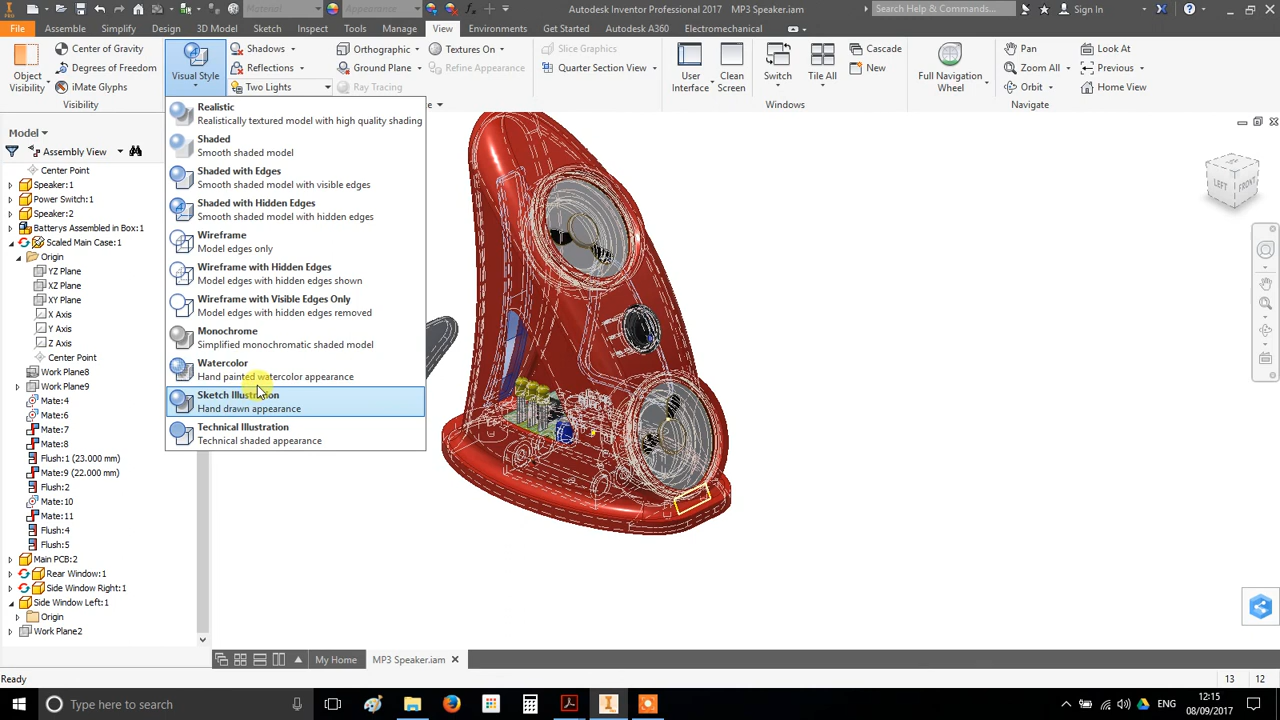 PRO
Material
Appearance
Autodesk Inventor Professional 2017 MP3 Speaker.iam
Search Help & Commands...
Sign In
File Assemble Simplify Design 3D Model Sketch Inspect Tools Manage View Environments Get Started Autodesk A360 Electromechanical
Object
Visibility
Center of Gravity
Degrees of Freedom
iMate Glyphs
Visibility
Visual Style
Shadows
Reflections
Two Lights
Orthographic
Ground Plane
Ray Tracing
Textures On
Refine Appearance
Slice Graphics
Quarter Section View
User
Interface
Clean
Screen
Switch
Tile All
Cascade
New
Windows
Full Navigation
Wheel
Pan
Zoom All
Orbit
Look At
Previous
Home View
Navigate
Realistic
Realistically textured model with high quality shading
Shaded
Smooth shaded model
Shaded with Edges
Smooth shaded model with visible edges
Shaded with Hidden Edges
Smooth shaded model with hidden edges
Wireframe
Model edges only
Wireframe with Hidden Edges
Model edges with hidden edges shown
Wireframe with Visible Edges Only
Model edges with hidden edges removed
Monochrome
Simplified monochromatic shaded model
Watercolor
Hand painted watercolor appearance
Sketch Illustration
Hand drawn appearance
Technical Illustration
Technical shaded appearance
Model
Assembly View
Center Point
Speaker:1
Power Switch:1
Speaker:2
Batterys Assembled in Box:1
Scaled Main Case:1
Origin
YZ Plane
XZ Plane
XY Plane
X Axis
Y Axis
Z Axis
Center Point
Work Plane8
Work Plane9
Mate:4
Mate:6
Mate:7
Mate:8
Flush:1 (23.000 mm)
Mate:9 (22.000 mm)
Flush:2
Mate:10
Mate:11
Flush:4
Flush:5
Main PCB:2
Rear Window:1
Side Window Right:1
Side Window Left:1
Origin
Work Plane2
LEFT
FRONT
My Home
MP3 Speaker.iam
Ready
13 12
Type here to search
ENG
12:15
08/09/2017